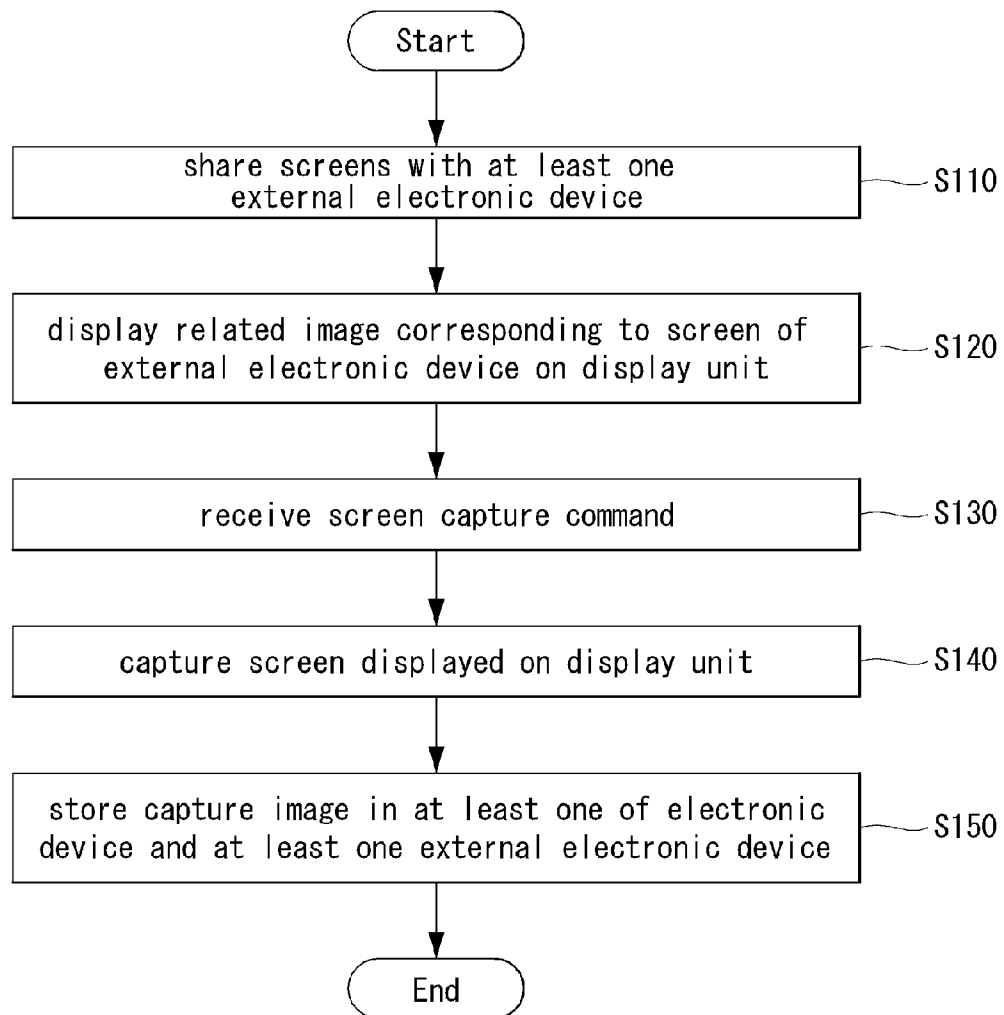 Start
share screens with at least one
external electronic device
S110
display related image corresponding to screen of
external electronic device on display unit
S120
receive screen capture command
S130
capture screen displayed on display unit
S140
store capture image in at least one of electronic
device and at least one external electronic device
S150
End